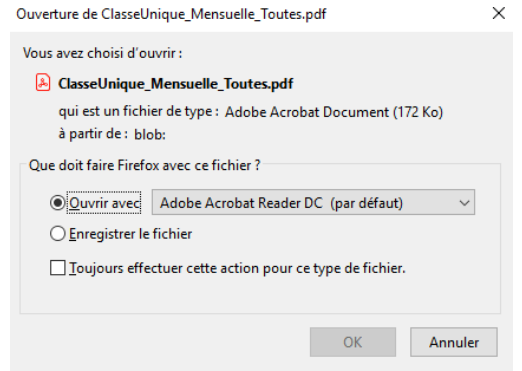 Ouverture de ClasseUnique_Mensuelle_Toutes.pdf
Vous avez choisi d'ouvrir :
ClasseUnique_Mensuelle_Toutes.pdf
qui est un fichier de type : Adobe Acrobat Document (172 Ko)
à partir de : blob:
Que doit faire Firefox avec ce fichier ?
Ouvrir avec Adobe Acrobat Reader DC (par défaut)
Enregistrer le fichier
Toujours effectuer cette action pour ce type de fichier.
OK Annuler